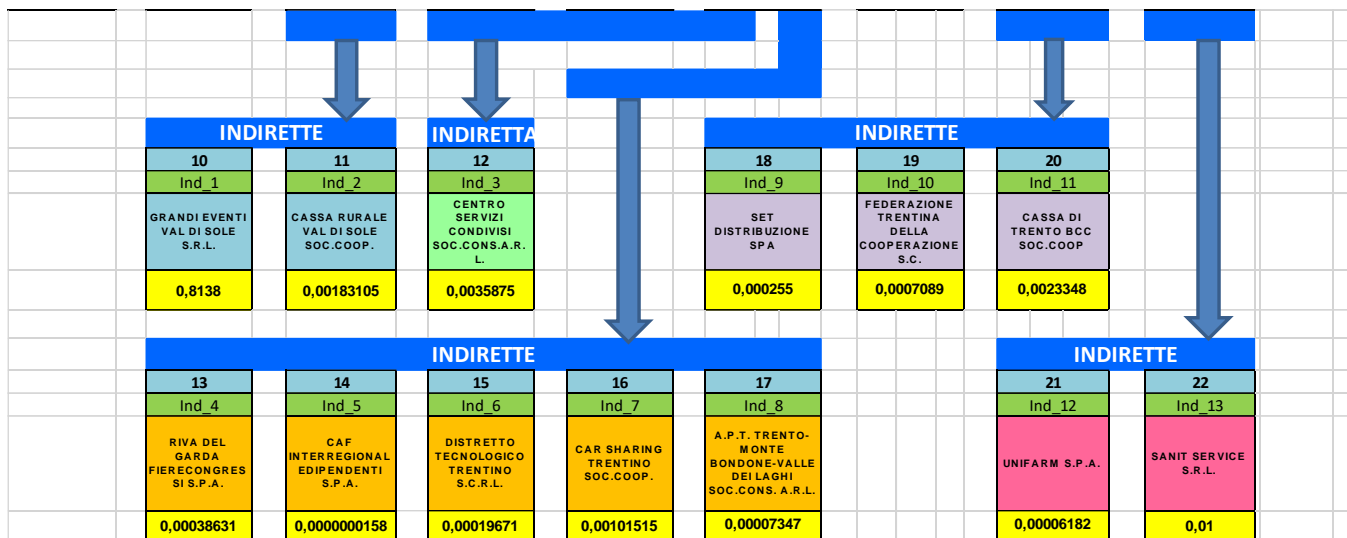 INDIRETTE
INDIRETTA
INDIRETTE
10
11
12
18
19
20
Ind_1
Ind_2
Ind_3
Ind_9
Ind_10
Ind_11
GRANDI EVENTI
VAL DI SOLE
S.R.L.
CASSA RURALE
VAL DI SOLE
SOC.COOP.
CENTRO
SERVIZI
CONDIVISI
SOC.CONS.A.R.
L.
SET
DISTRIBUZIONE
SPA
FEDERAZIONE
TRENTINA
DELLA
COOPERAZIONE
S.C.
CASSA DI
TRENTO BCC
SOC.COOP
0,8138
0,00183105
0,0035875
0,000255
0,0007089
0,0023348
INDIRETTE
INDIRETTE
13
14
15
16
17
21
22
Ind_4
Ind_5
Ind_6
Ind_7
Ind_8
Ind_12
Ind_13
RIVA DEL
GARDA
FIERECONGRES
SI S.P.A.
CAF
INTERREGIONAL
EDIPENDENTI
S.P.A.
DISTRETTO
TECNOLOGICO
TRENTINO
S.C.R.L.
CAR SHARING
TRENTINO
SOC.COOP.
A.P.T. TRENTO-
MONTE
BONDONE-VALLE
DEI LAGHI
SOC.CONS. A.R.L.
UNIFARM S.P.A.
SANIT SERVICE
S.R.L.
0,00038631
0,0000000158
0,00019671
0,00101515
0,00007347
0,00006182
0,01